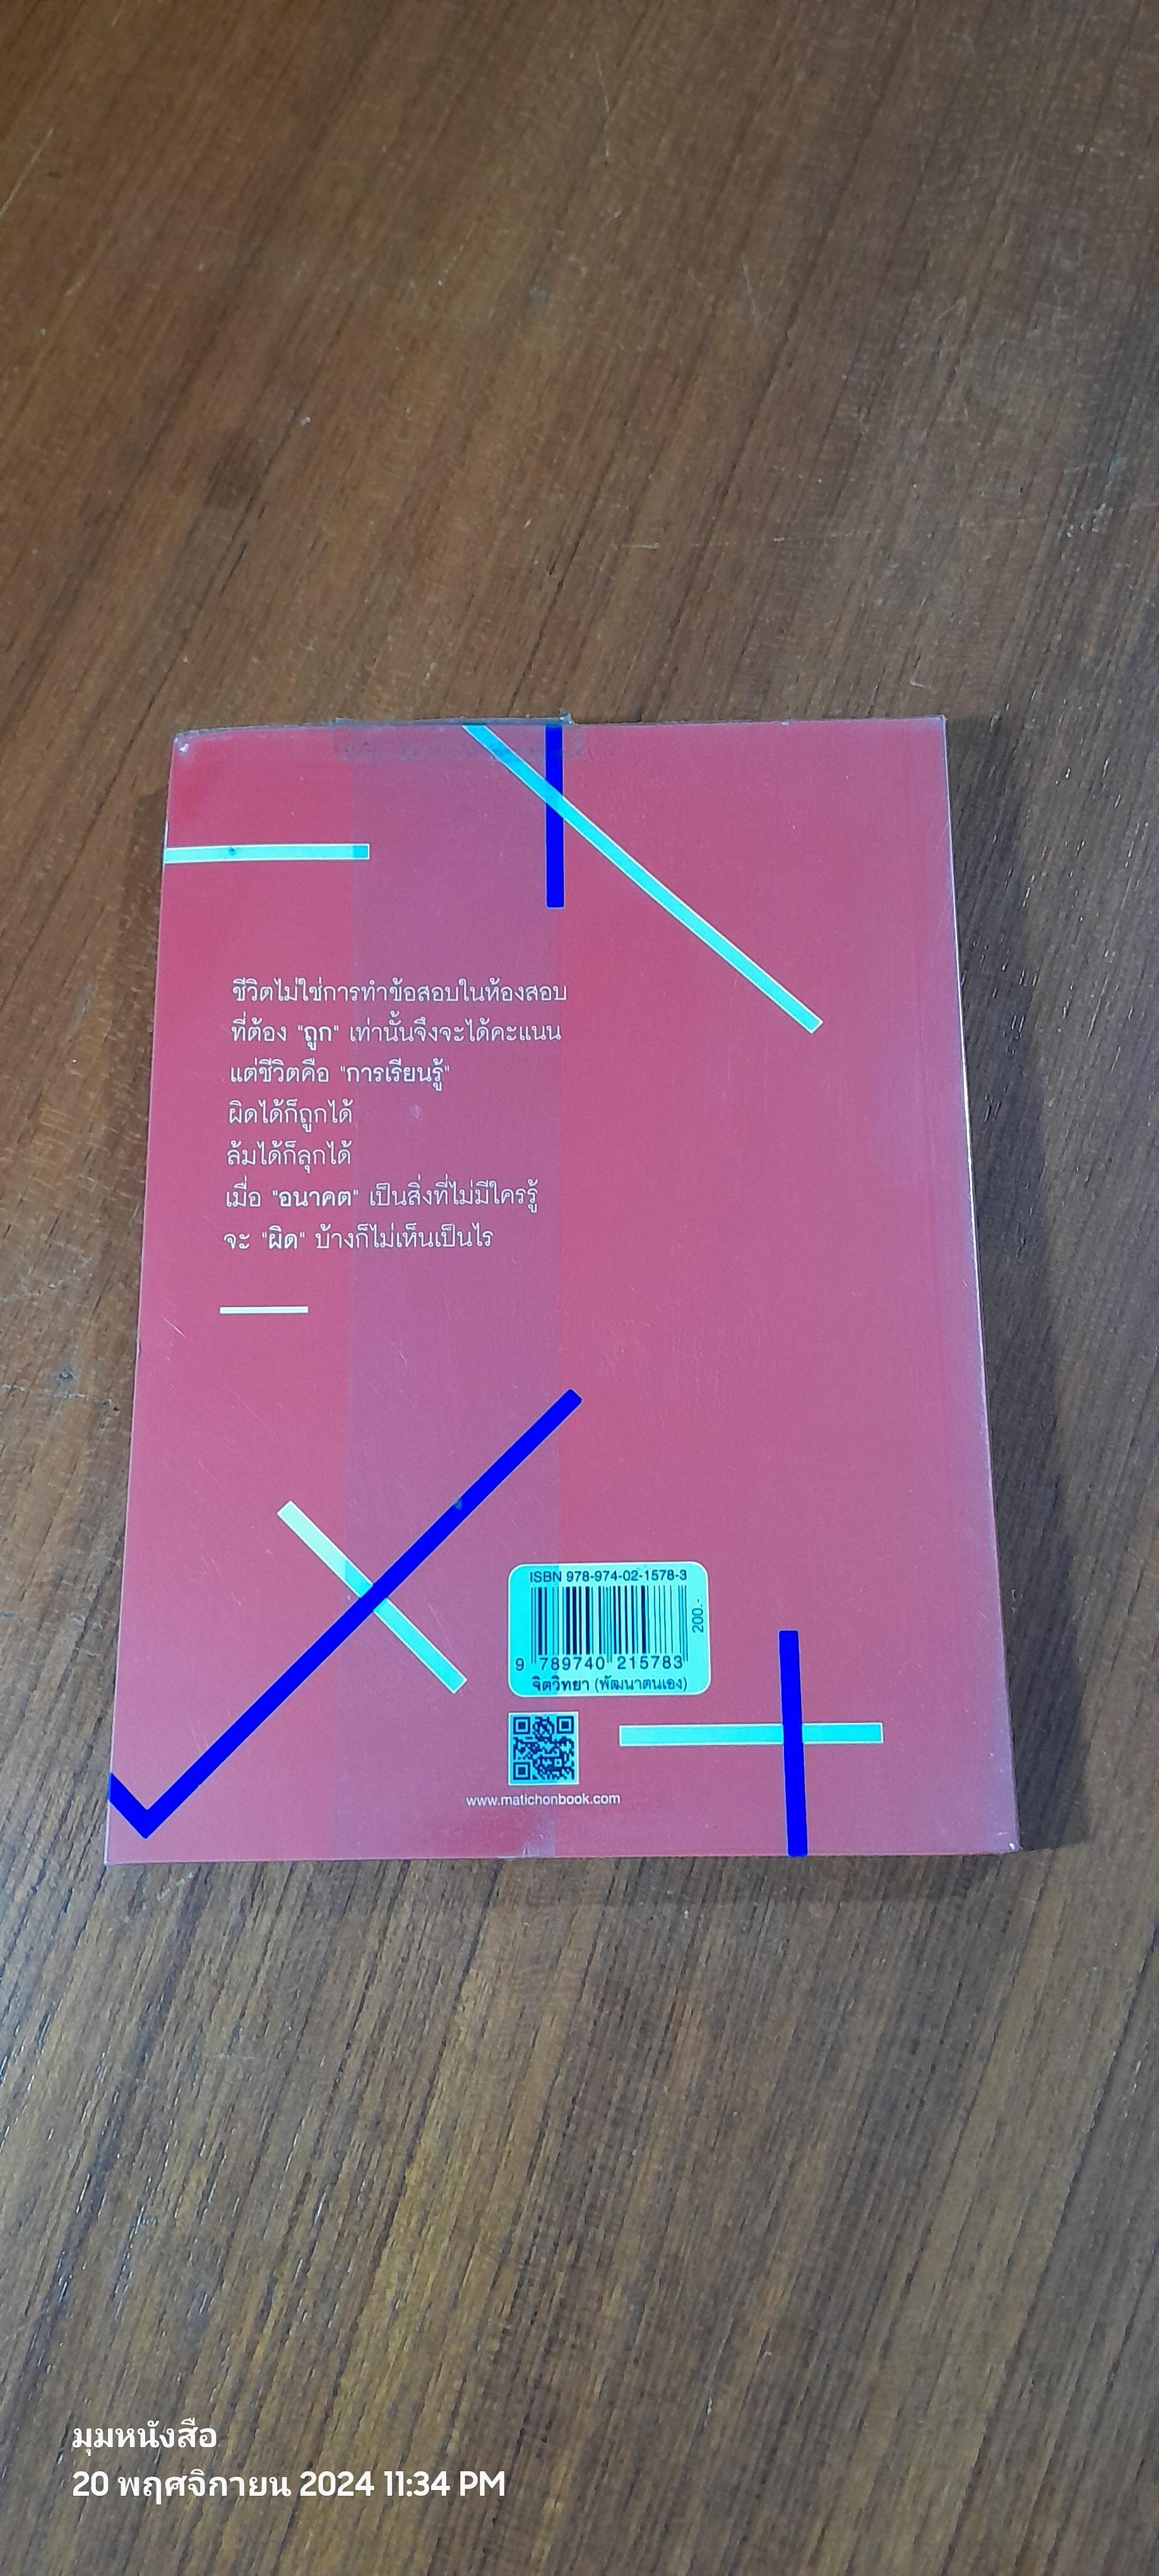 ชีวิตไม่ใช่การทำข้อสอบในห้องสอบ
ที่ต้อง "ถูก" เท่านั้นจึงจะได้คะแนน
แต่ชีวิตคือ "การเรียนรู้"
ผิดได้ก็ถูกได้
ล้มได้ก็ลุกได้
เมื่อ "อนาคต" เป็นสิ่งที่ไม่มีใครรู้
จะ "ผิด" บ้างก็ไม่เห็นเป็นไร
ISBN 978-974-02-1578-3
200.-
9 789740 215783
จิตวิทยา (พัฒนาตนเอง)
www.matichonbook.com
มุมหนังสือ
20 พฤศจิกายน 2024 11:34 PM